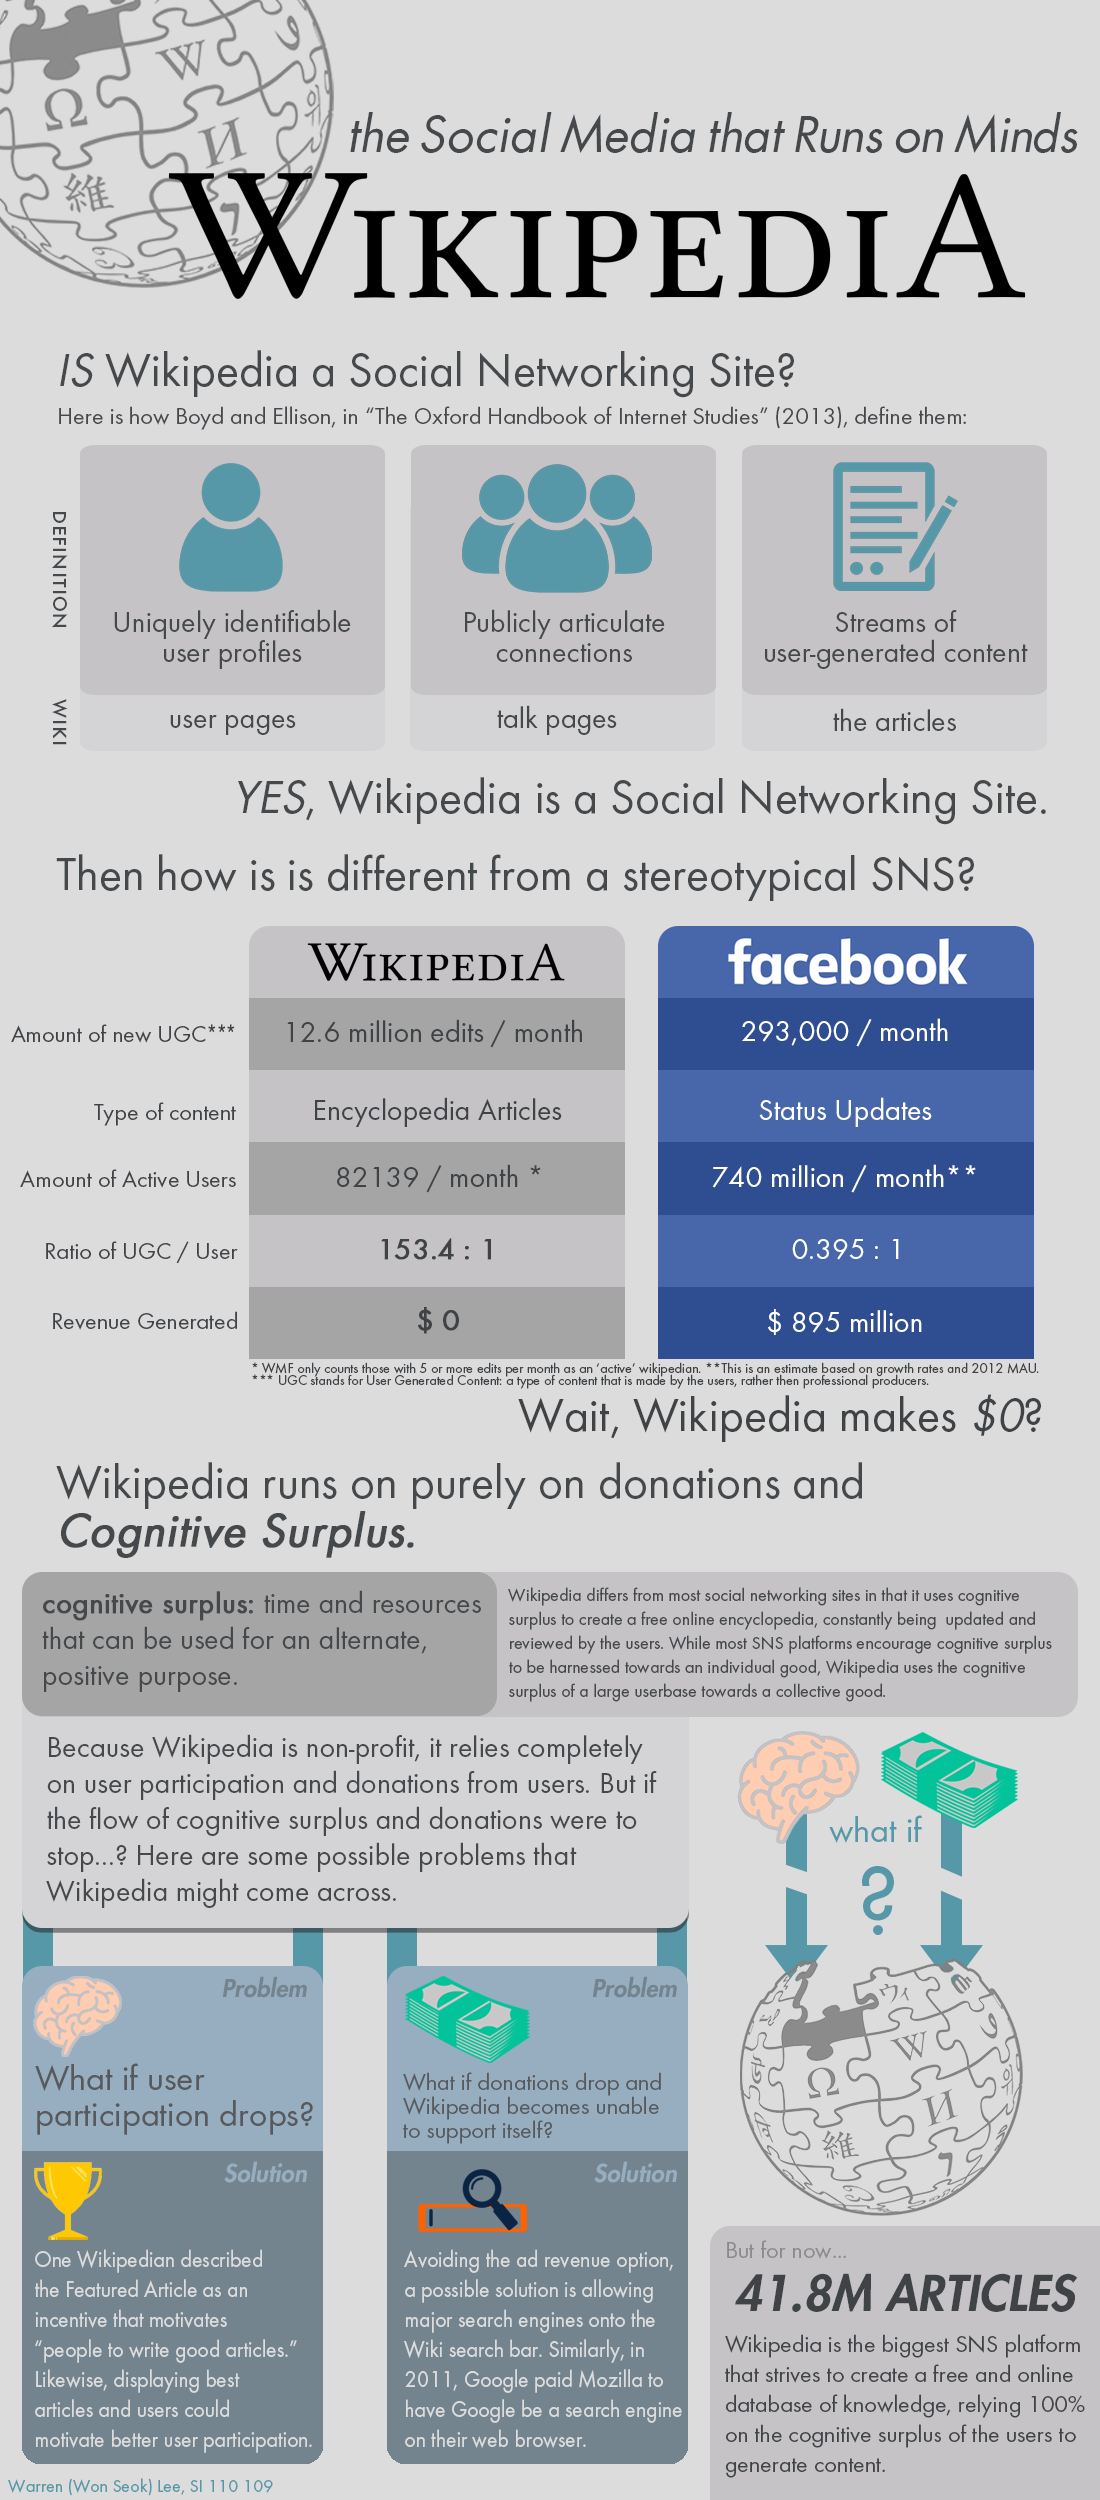 the Social Media that Runs on Minds
WIKIPEDIA
IS Wikipedia a Social Networking Site?
Here is how Boyd and Ellison, in “The Oxford Handbook of Internet Studies” (2013), define them:
DEFINITION
Uniquely identifiable
user profiles
Publicly articulate
connections
Streams of
user-generated content
WIKI
user pages
talk pages
the articles
YES, Wikipedia is a Social Networking Site.
Then how is is different from a stereotypical SNS?
WIKIPEDIA
facebook
Amount of new UGC***
12.6 million edits / month
293,000 / month
Type of content
Encyclopedia Articles
Status Updates
Amount of Active Users
82139 / month *
740 million / month**
Ratio of UGC / User
153.4 : 1
0.395 : 1
Revenue Generated
$ 0
$ 895 million
* WMF only counts those with 5 or more edits per month as an ‘active’ wikipedian. **This is an estimate based on growth rates and 2012 MAU.
*** UGC stands for User Generated Content: a type of content that is made by the users, rather then professional producers.
Wait, Wikipedia makes $0?
Wikipedia runs on purely on donations and
Cognitive Surplus.
cognitive surplus: time and resources
that can be used for an alternate,
positive purpose.
Wikipedia differs from most social networking sites in that it uses cognitive
surplus to create a free online encyclopedia, constantly being updated and
reviewed by the users. While most SNS platforms encourage cognitive surplus
to be harnessed towards an individual good, Wikipedia uses the cognitive
surplus of a large userbase towards a collective good.
Because Wikipedia is non-profit, it relies completely
on user participation and donations from users. But if
the flow of cognitive surplus and donations were to
stop...? Here are some possible problems that
Wikipedia might come across.
what if
?
Problem
What if user
participation drops?
Solution
One Wikipedian described
the Featured Article as an
incentive that motivates
“people to write good articles.”
Likewise, displaying best
articles and users could
motivate better user participation.
Problem
What if donations drop and
Wikipedia becomes unable
to support itself?
Solution
Avoiding the ad revenue option,
a possible solution is allowing
major search engines onto the
Wiki search bar. Similarly, in
2011, Google paid Mozilla to
have Google be a search engine
on their web browser.
Ω
W
И
維
ウィ
But for now...
41.8M ARTICLES
Wikipedia is the biggest SNS platform
that strives to create a free and online
database of knowledge, relying 100%
on the cognitive surplus of the users to
generate content.
Warren (Won Seok) Lee, SI 110 109